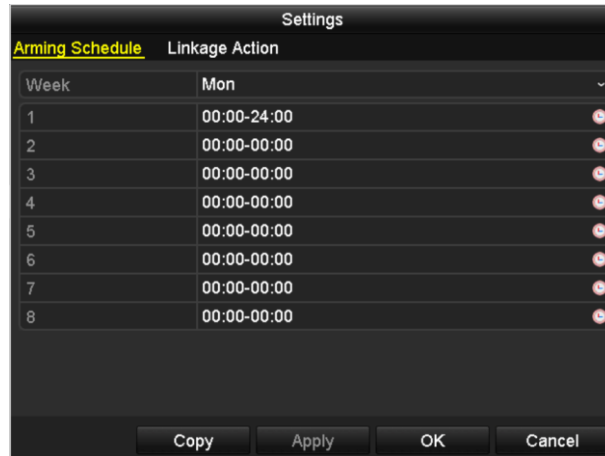 Settings
Arming Schedule Linkage Action
Week Mon
1 00:00-24:00
2 00:00-00:00
3 00:00-00:00
4 00:00-00:00
5 00:00-00:00
6 00:00-00:00
7 00:00-00:00
8 00:00-00:00
Copy Apply OK Cancel